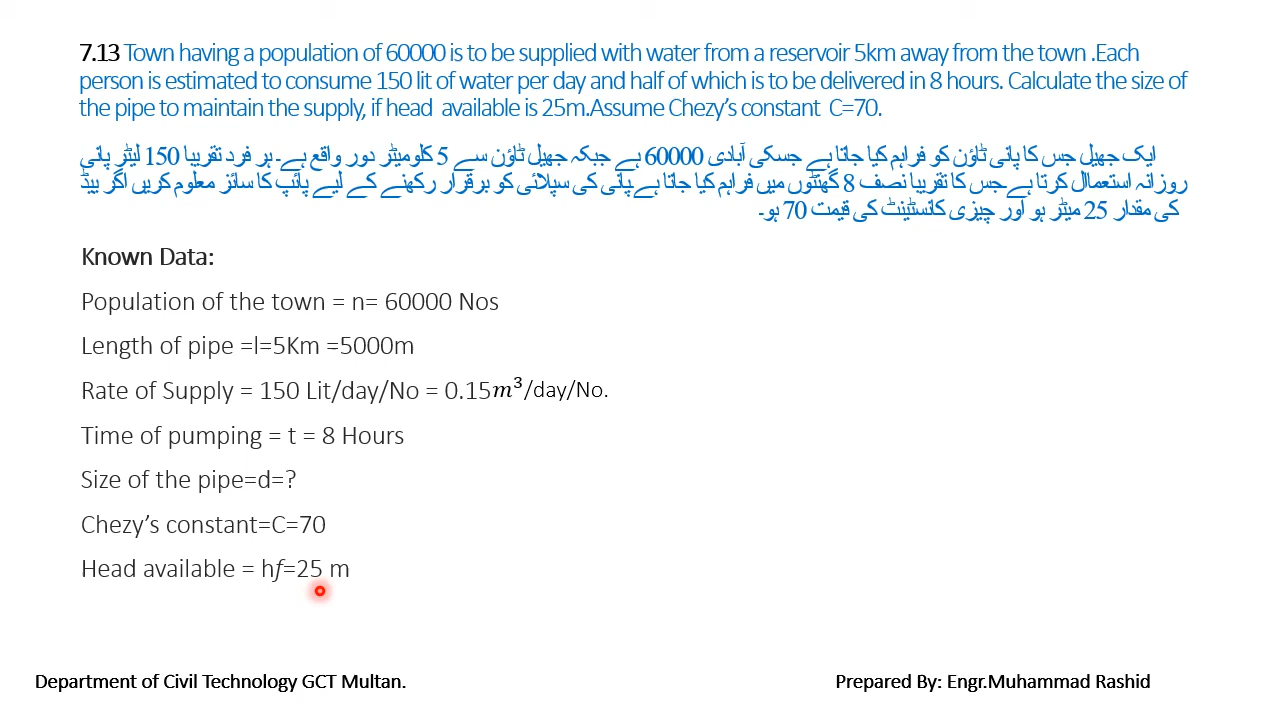 7.13 Town having a population of 60000 is to be supplied with water from a reservoir 5km away from the town .Each
person is estimated to consume 150 lit of water per day and half of which is to be delivered in 8 hours. Calculate the size of
the pipe to maintain the supply, if head available is 25m.Assume Chezy’s constant C=70.
ایک جھیل جس کا پانی ٹاؤن کو فراہم کیا جاتا ہے جسکی آبادی 60000 ہے جبکہ جھیل ٹاؤن سے 5 کلومیٹر دور واقع ہے۔ہر فرد تقریبا 150 لیٹر پانی
روزانہ استعماالل کرتا ہےجس کا تقریبا نصف 8 گھنٹوں میں فراہم کیا جاتا ہےپانی کی سپلائی کو برقرار رکھنے کے لیے پائپ کا سائز معلوم کریں اگر ہیڈ
کی مقدار 25 میٹر ہو اور چیزی کانسٹینٹ کی قیمت 70 ہو۔
Known Data:
Population of the town = n= 60000 Nos
Length of pipe =l=5Km =5000m
Rate of Supply = 150 Lit/day/No = 0.15m³/day/No.
Time of pumping = t = 8 Hours
Size of the pipe=d=?
Chezy’s constant=C=70
Head available = hf=25 m
Department of Civil Technology GCT Multan.
Prepared By: Engr.Muhammad Rashid